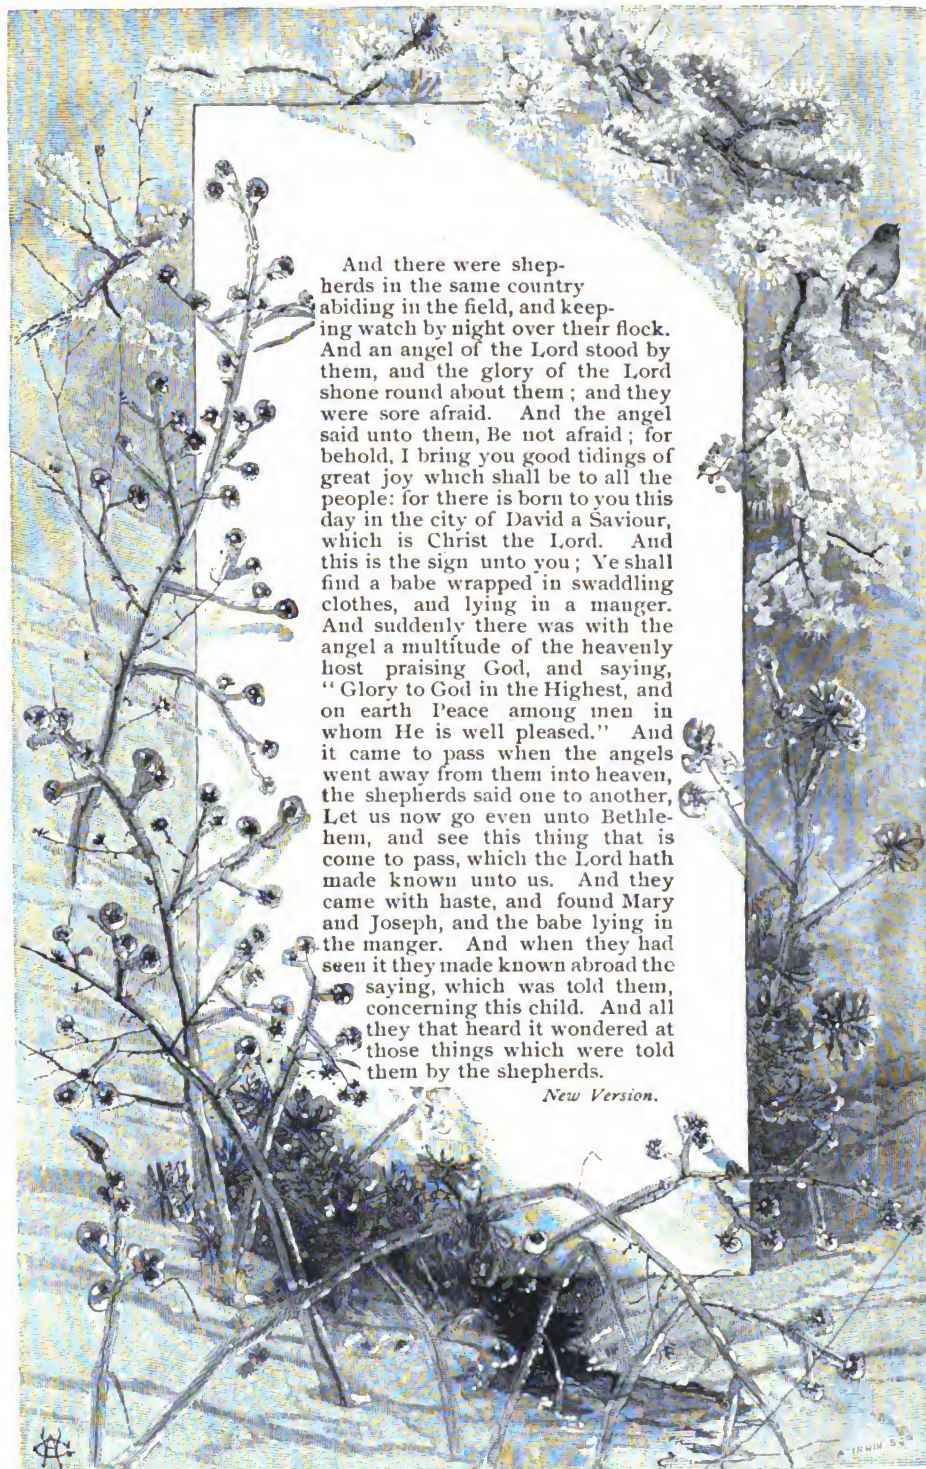 And there were shep-
herds in the same country
abiding in the field, and keep-
ing watch by night over their flock.
And an angel of the Lord stood by
them, and the glory of the Lord
shone round about them ; and they
were sore afraid. And the angel
said unto them, Be not afraid ; for
behold, I bring you good tidings of
great joy which shall be to all the
people: for there is born to you this
day in the city of David a Saviour,
which is Christ the Lord. And
this is the sign unto you ; Ye shall
find a babe wrapped in swaddling
clothes, and lying in a manger.
And suddenly there was with the
angel a multitude of the heavenly
host praising God, and saying,
“ Glory to God in the Highest, and
on earth Peace among men in
whom He is well pleased.” And
it came to pass when the angels
went away from them into heaven,
the shepherds said one to another,
Let us now go even unto Bethle-
hem, and see this thing that is
come to pass, which the Lord hath
made known unto us. And they
came with haste, and found Mary
and Joseph, and the babe lying in
the manger. And when they had
seen it they made known abroad the
saying, which was told them,
concerning this child. And all
they that heard it wondered at
those things which were told
them by the shepherds.
New Version.
IRWIN